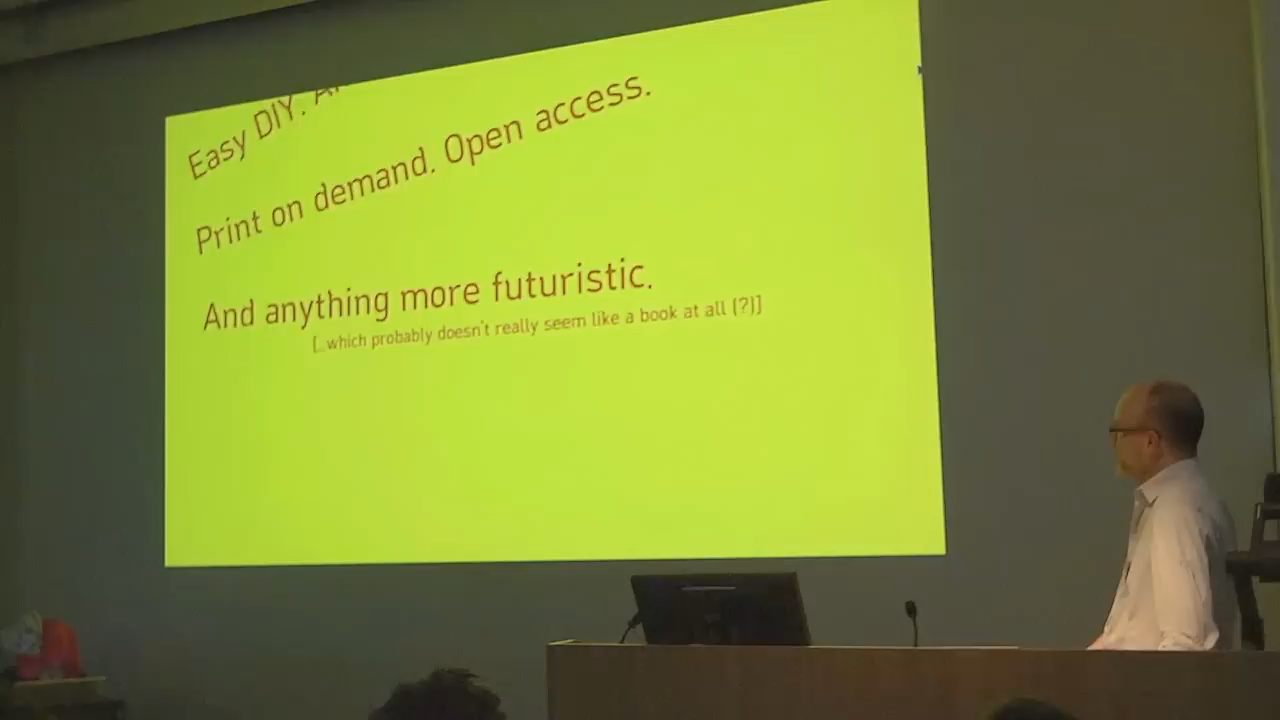 Easy DIY.
Print on demand. Open access.
And anything more futuristic.
[...which probably doesn't really seem like a book at all (?)]